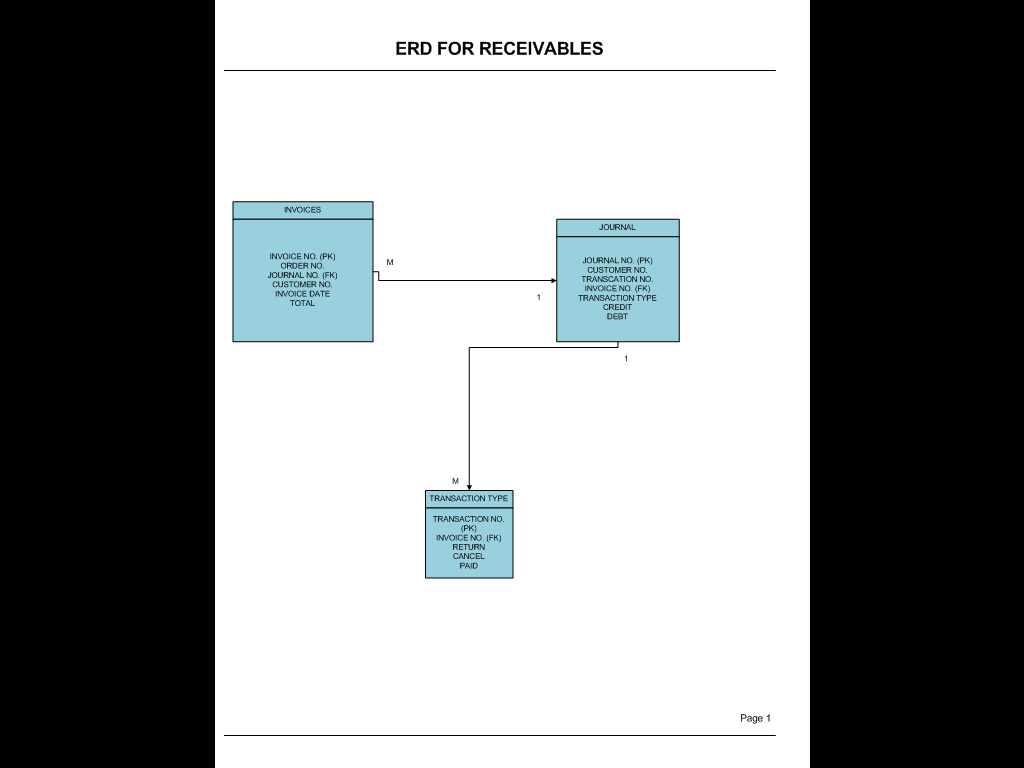 ERD FOR RECEIVABLES
INVOICES
INVOICE NO. (PK)
ORDER NO.
JOURNAL NO. (FK)
CUSTOMER NO.
INVOICE DATE
TOTAL
M
1
JOURNAL
JOURNAL NO. (PK)
CUSTOMER NO.
TRANSCATION NO.
INVOICE NO. (FK)
TRANSACTION TYPE
CREDIT
DEBT
1
M
TRANSACTION TYPE
TRANSACTION NO.
(PK)
INVOICE NO. (FK)
RETURN
CANCEL
PAID
Page 1